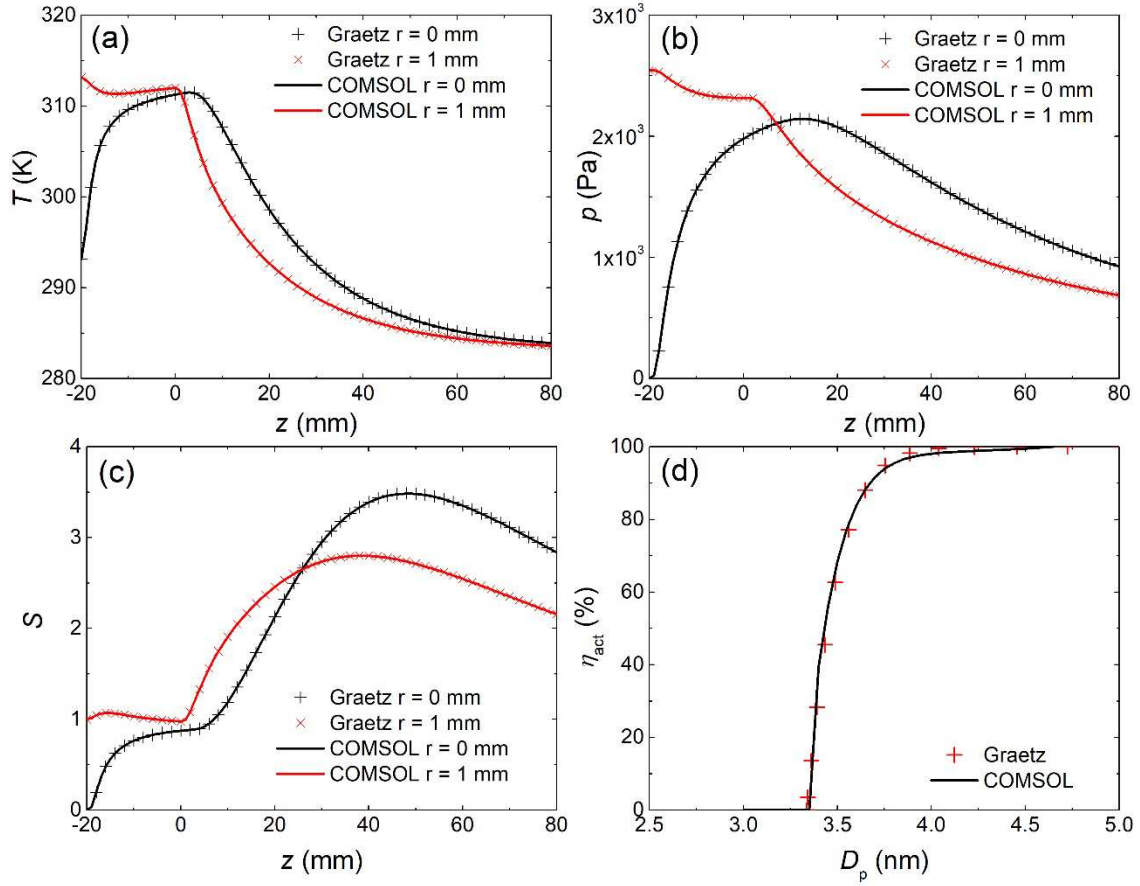 320
310
300
290
280
T (K)
(a)
Graetz r = 0 mm
Graetz r = 1 mm
COMSOL r = 0 mm
COMSOL r = 1 mm
-20 0 20 40 60 80
z (mm)
3x10³
2x10³
1x10³
0
p (Pa)
(b)
Graetz r = 0 mm
Graetz r = 1 mm
COMSOL r = 0 mm
COMSOL r = 1 mm
-20 0 20 40 60 80
z (mm)
4
3
2
1
0
S
(c)
Graetz r = 0 mm
Graetz r = 1 mm
COMSOL r = 0 mm
COMSOL r = 1 mm
-20 0 20 40 60 80
z (mm)
100
80
60
40
20
0
η_act (%)
(d)
Graetz
COMSOL
2.5 3.0 3.5 4.0 4.5 5.0
D_p (nm)